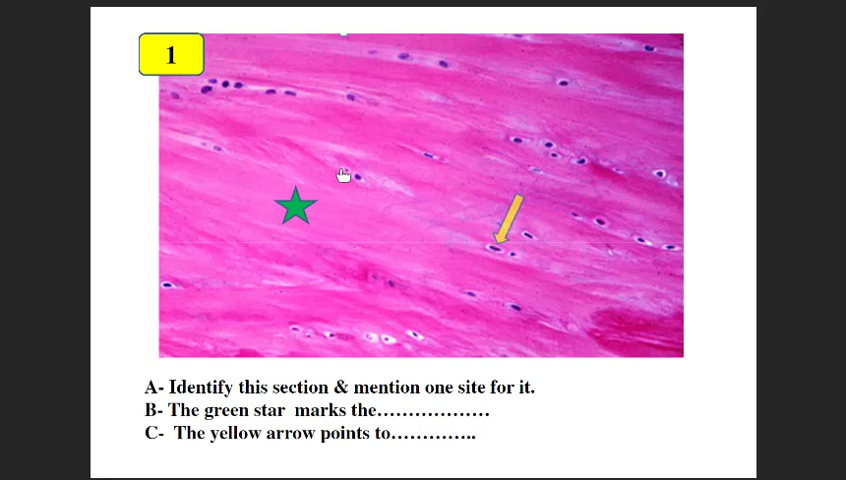 1
A- Identify this section & mention one site for it.
B- The green star marks the………………
C- The yellow arrow points to…………..